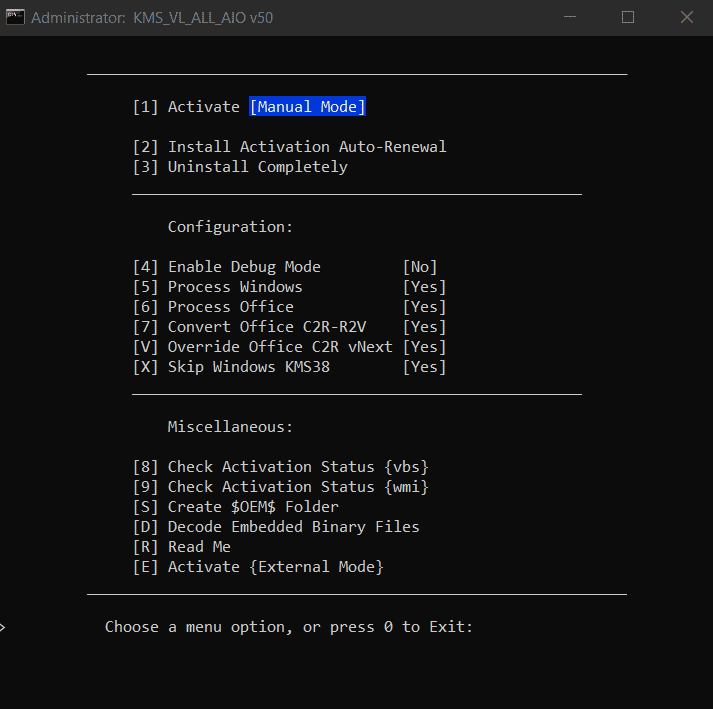 Administrator: KMS_VL_ALL_AIO v50
[1] Activate [Manual Mode]
[2] Install Activation Auto-Renewal
[3] Uninstall Completely
Configuration:
[4] Enable Debug Mode [No]
[5] Process Windows [Yes]
[6] Process Office [Yes]
[7] Convert Office C2R-R2V [Yes]
[V] Override Office C2R vNext [Yes]
[X] Skip Windows KMS38 [Yes]
Miscellaneous:
[8] Check Activation Status {vbs}
[9] Check Activation Status {wmi}
[S] Create $OEM$ Folder
[D] Decode Embedded Binary Files
[R] Read Me
[E] Activate {External Mode}
> Choose a menu option, or press 0 to Exit: